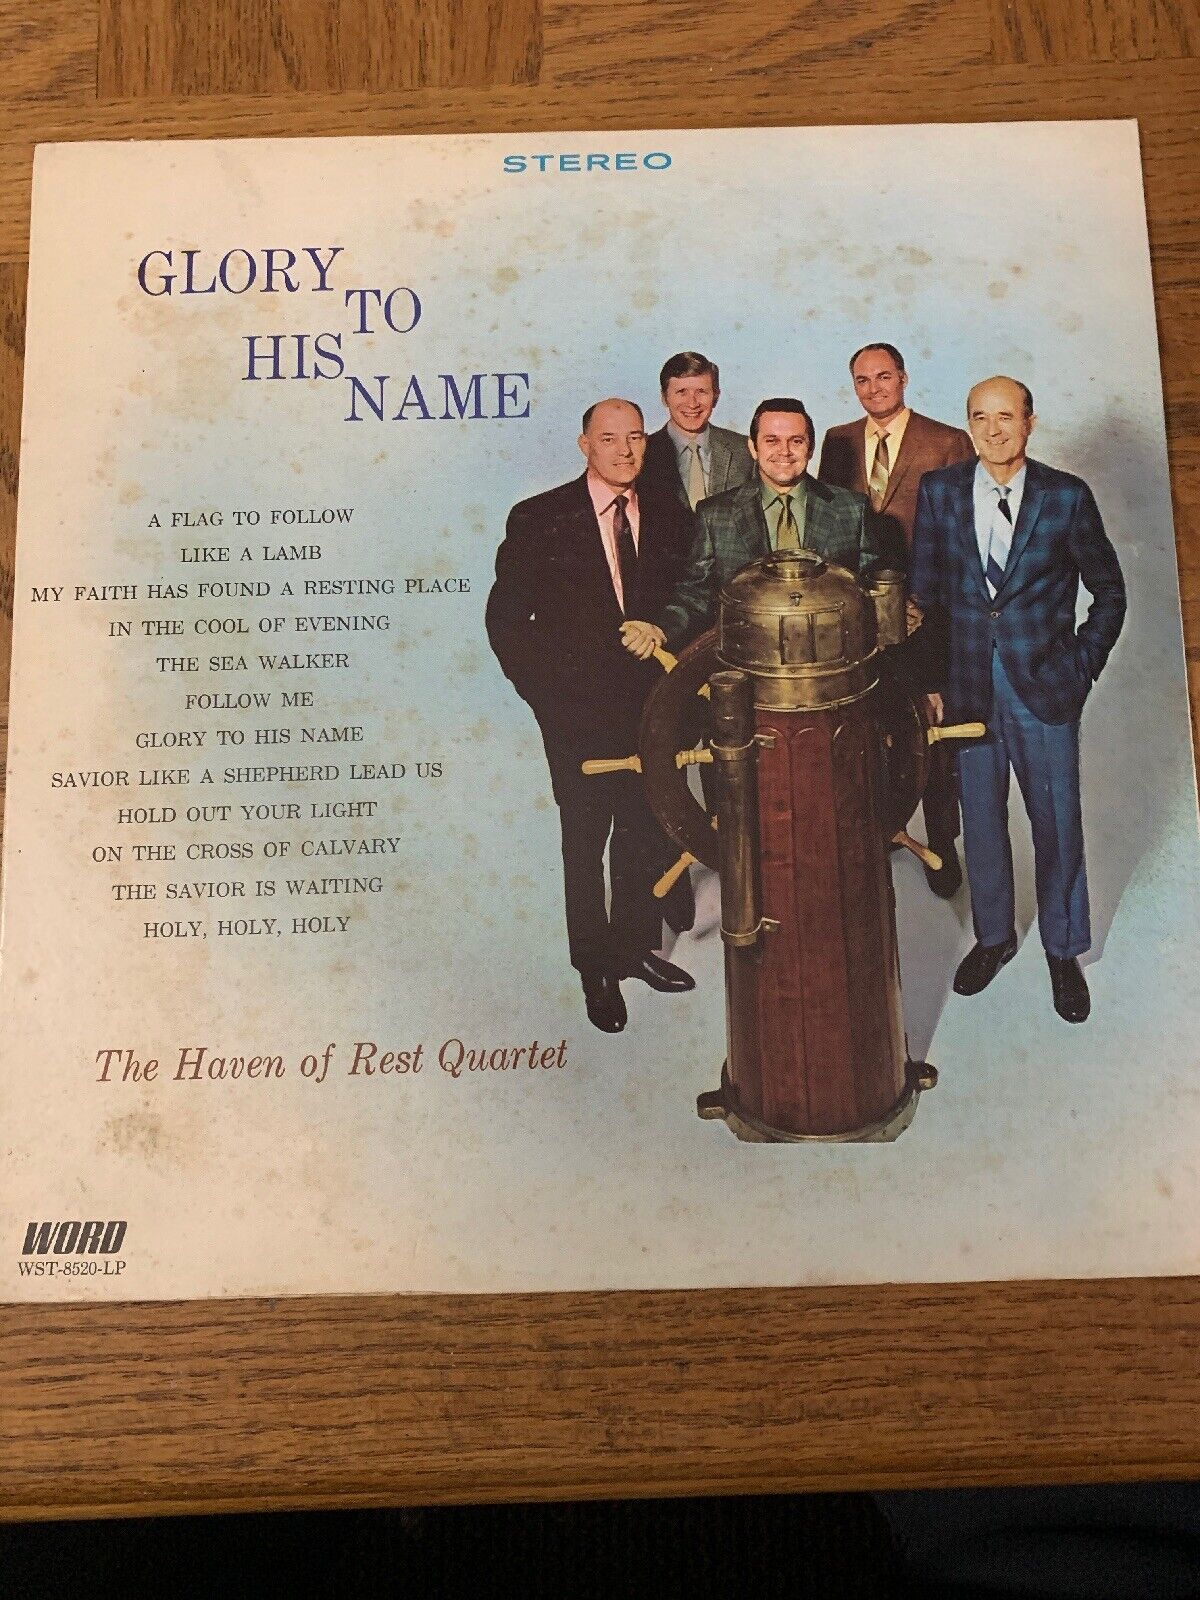 STEREO
GLORY
TO
HIS
NAME
A FLAG TO FOLLOW
LIKE A LAMB
MY FAITH HAS FOUND A RESTING PLACE
IN THE COOL OF EVENING
THE SEA WALKER
FOLLOW ME
GLORY TO HIS NAME
SAVIOR LIKE A SHEPHERD LEAD US
HOLD OUT YOUR LIGHT
ON THE CROSS OF CALVARY
THE SAVIOR IS WAITING
HOLY, HOLY, HOLY
The Haven of Rest Quartet
WORD
WST-8520-LP